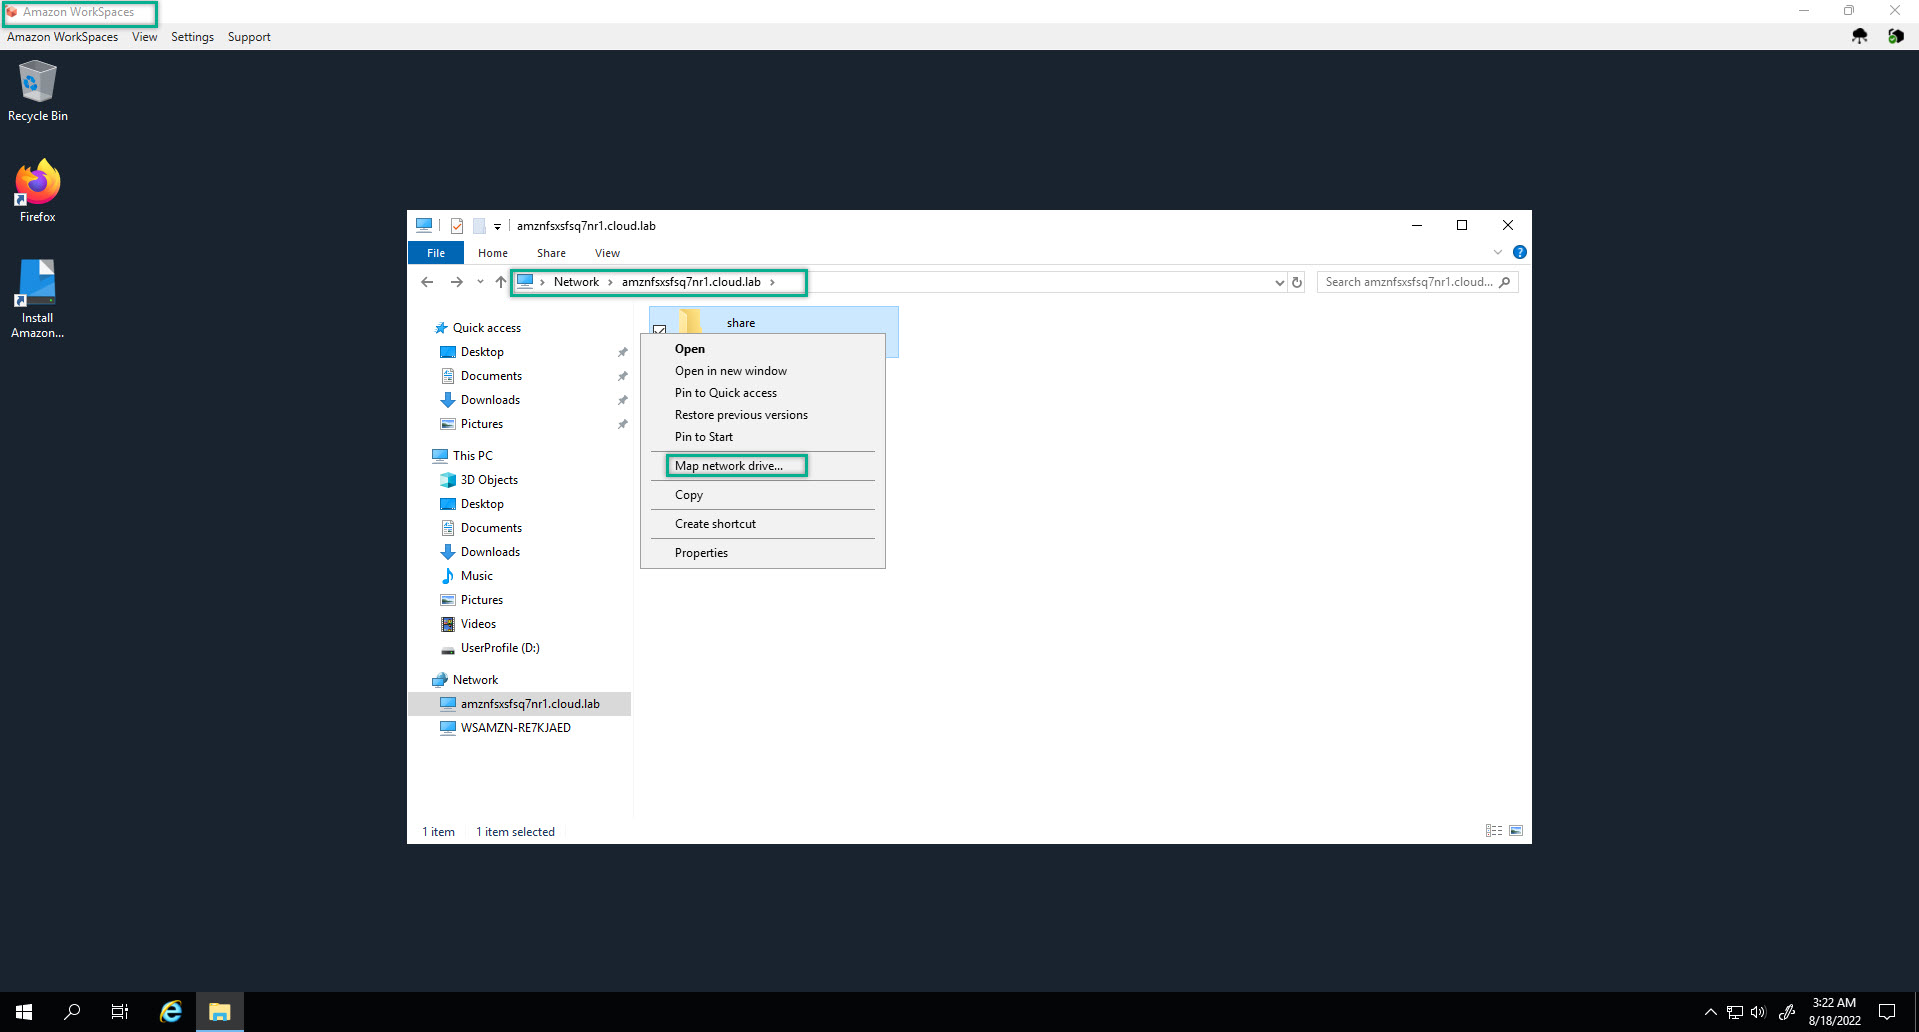 Amazon WorkSpaces
Amazon WorkSpaces View Settings Support
Recycle Bin
Firefox
Install
Amazon...
amznfsxsfsq7nr1.cloud.lab
File Home Share View
Network amznfsxsfsq7nr1.cloud.lab
Search amznfsxsfsq7nr1.cloud...
Quick access
Desktop
Documents
Downloads
Pictures
This PC
3D Objects
Desktop
Documents
Downloads
Music
Pictures
Videos
UserProfile (D:)
Network
amznfsxsfsq7nr1.cloud.lab
WSAMZN-RE7KJAED
share
Open
Open in new window
Pin to Quick access
Restore previous versions
Pin to Start
Map network drive...
Copy
Create shortcut
Properties
1 item 1 item selected
3:22 AM
8/18/2022